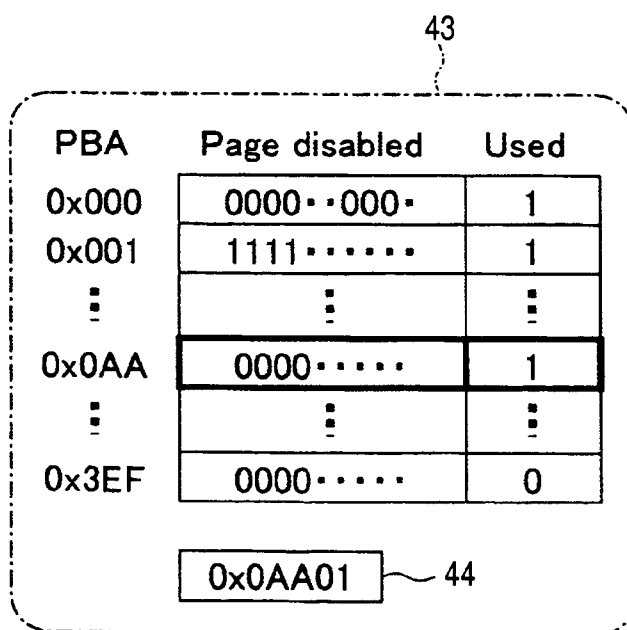 43
PBA Page disabled Used
0x000 0000··000· 1
0x001 1111······ 1
⋮ ⋮ ⋮
0x0AA 0000····· 1
⋮ ⋮ ⋮
0x3EF 0000····· 0
0x0AA01 44